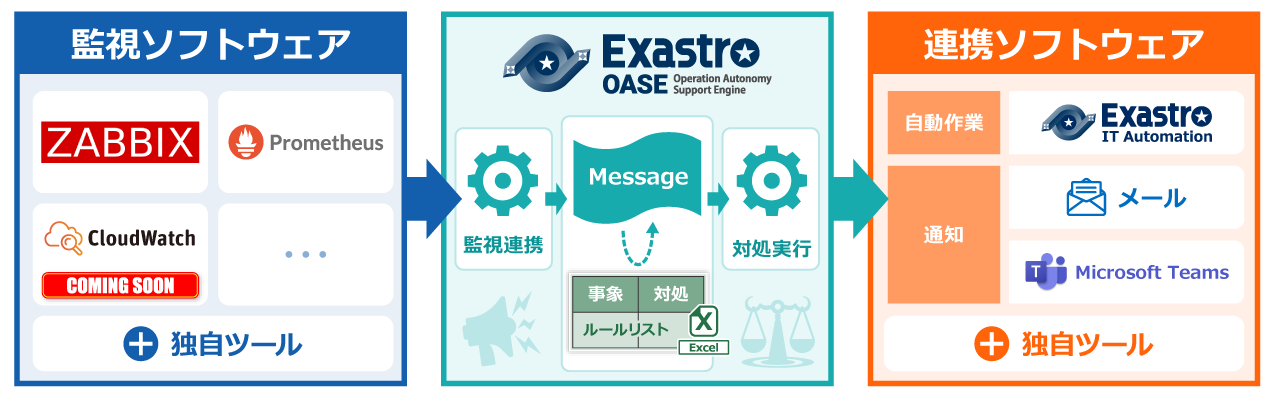 監視ソフトウェア
ZABBIX
Prometheus
CloudWatch
COMING SOON
独自ツール
Exastro
OASE Operation Autonomy
Support Engine
監視連携
Message
対処実行
事象 対処
ルールリスト
X
Excel
連携ソフトウェア
自動作業
Exastro
IT Automation
通知
メール
T
Microsoft Teams
独自ツール